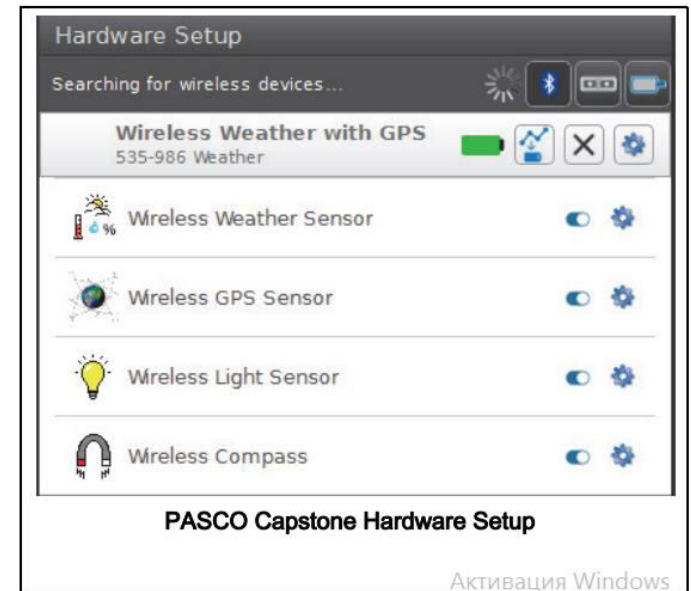 Hardware Setup
Searching for wireless devices...
Wireless Weather with GPS
535-986 Weather
% Wireless Weather Sensor
Wireless GPS Sensor
Wireless Light Sensor
Wireless Compass
PASCO Capstone Hardware Setup
Активация Windows